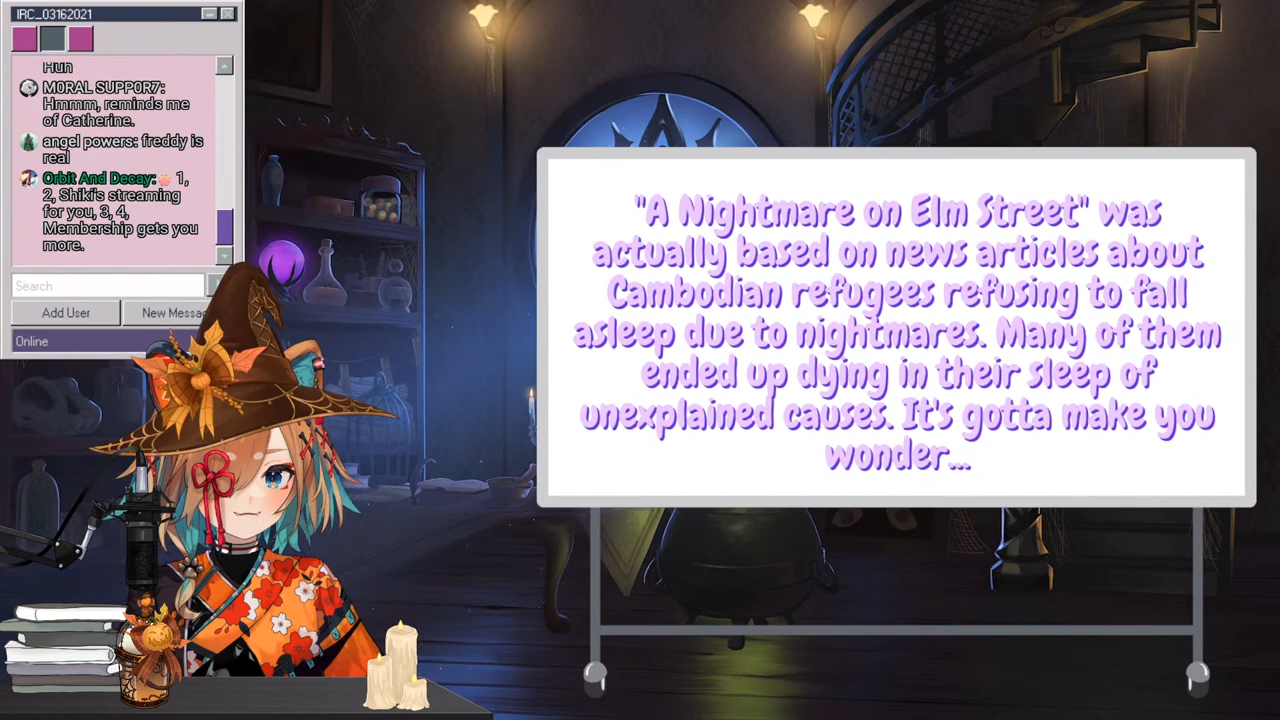 IRC_03162021
Hun
M0RAL SUPP0R7:
Hmmm, reminds me
of Catherine.
angel powers: freddy is
real
Orbit And Decay: 1,
2, Shiki's streaming
for you, 3, 4,
Membership gets you
more.
Search
Add User
New Messag
Online
"A Nightmare on Elm Street" was
actually based on news articles about
Cambodian refugees refusing to fall
asleep due to nightmares. Many of them
ended up dying in their sleep of
unexplained causes. It's gotta make you
wonder...